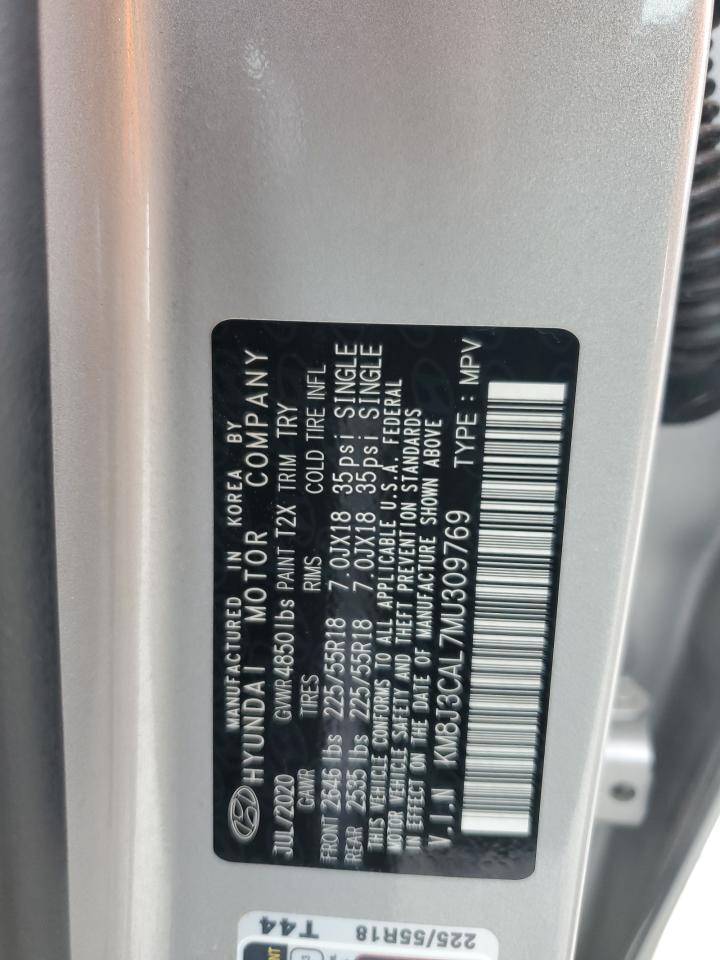 MANUFACTURED IN KOREA BY
HYUNDAI MOTOR COMPANY
JUL/2020 GVWR 4850lbs PAINT T2X TRIM TRY
GAWR TIRES RIMS COLD TIRE INFL
FRONT 2646 lbs 225/55R18 7.0JX18 35psi SINGLE
REAR 2535 lbs 225/55R18 7.0JX18 35psi SINGLE
THIS VEHICLE CONFORMS TO ALL APPLICABLE U.S.A. FEDERAL
MOTOR VEHICLE SAFETY AND THEFT PREVENTION STANDARDS
IN EFFECT ON THE DATE OF MANUFACTURE SHOWN ABOVE
V.I.N KM8J3CAL7MU309769 TYPE : MPV
225/55R18
T44